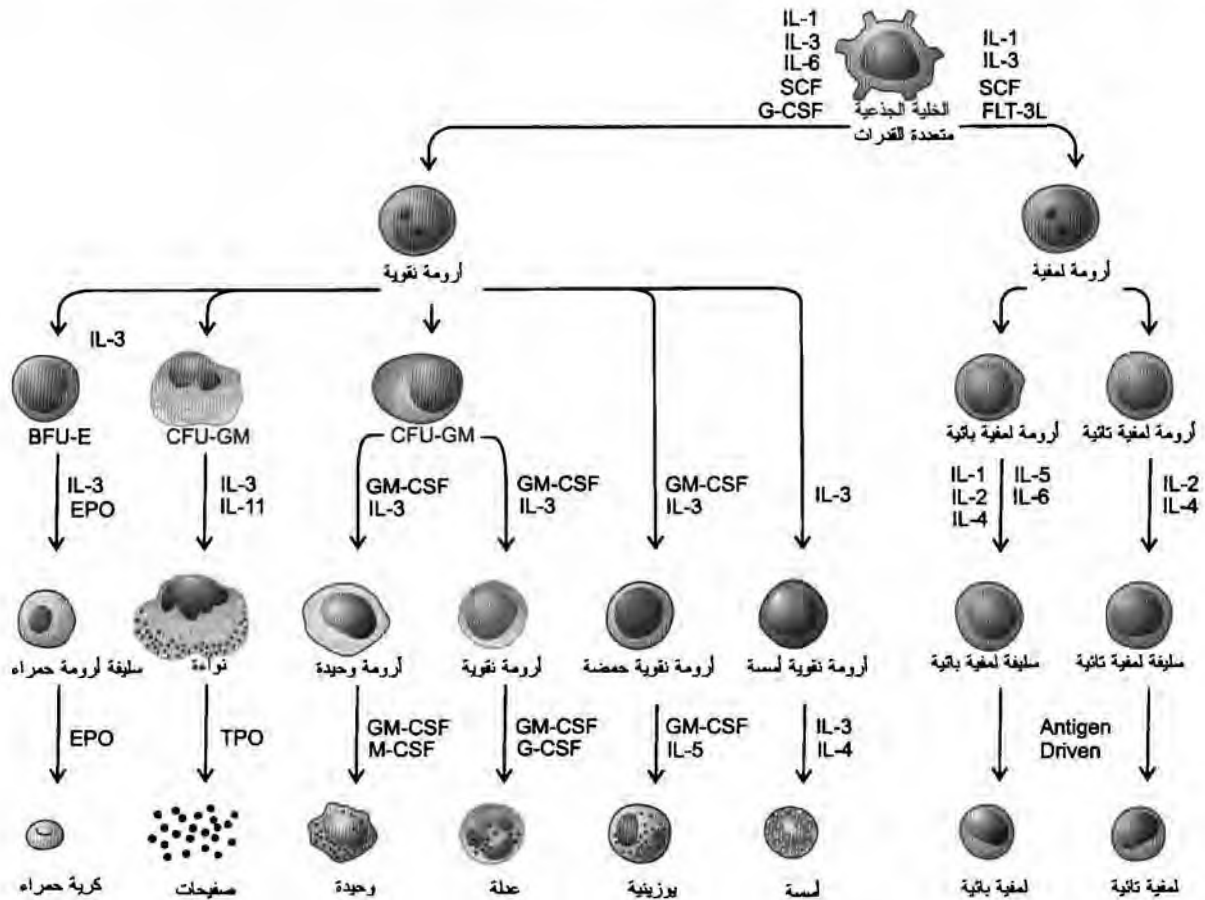 IL-1
IL-3
IL-6
SCF
G-CSF
IL-1
IL-3
SCF
FLT-3L
الخلية الجذعية
متعددة القدرات
أرومة نقوية
أرومة لمفية
IL-3
BFU-E
CFU-GM
CFU-GM
أرومة لمفية بائية
أرومة لمفية تائية
IL-3
EPO
IL-3
IL-11
GM-CSF
IL-3
GM-CSF
IL-3
GM-CSF
IL-3
IL-3
IL-1
IL-2
IL-4
IL-5
IL-6
IL-2
IL-4
سليفة أرومة حمراء
نواءة
أرومة وحيدة
أرومة نقوية
أرومة نقوية حمضة
أرومة نقوية أسسة
سليفة لمفية بائية
سليفة لمفية تائية
EPO
TPO
GM-CSF
M-CSF
GM-CSF
G-CSF
GM-CSF
IL-5
IL-3
IL-4
Antigen
Driven
كرية حمراء
صفيحات
وحيدة
عدلة
يوزينية
أسسة
لمفية بائية
لمفية تائية